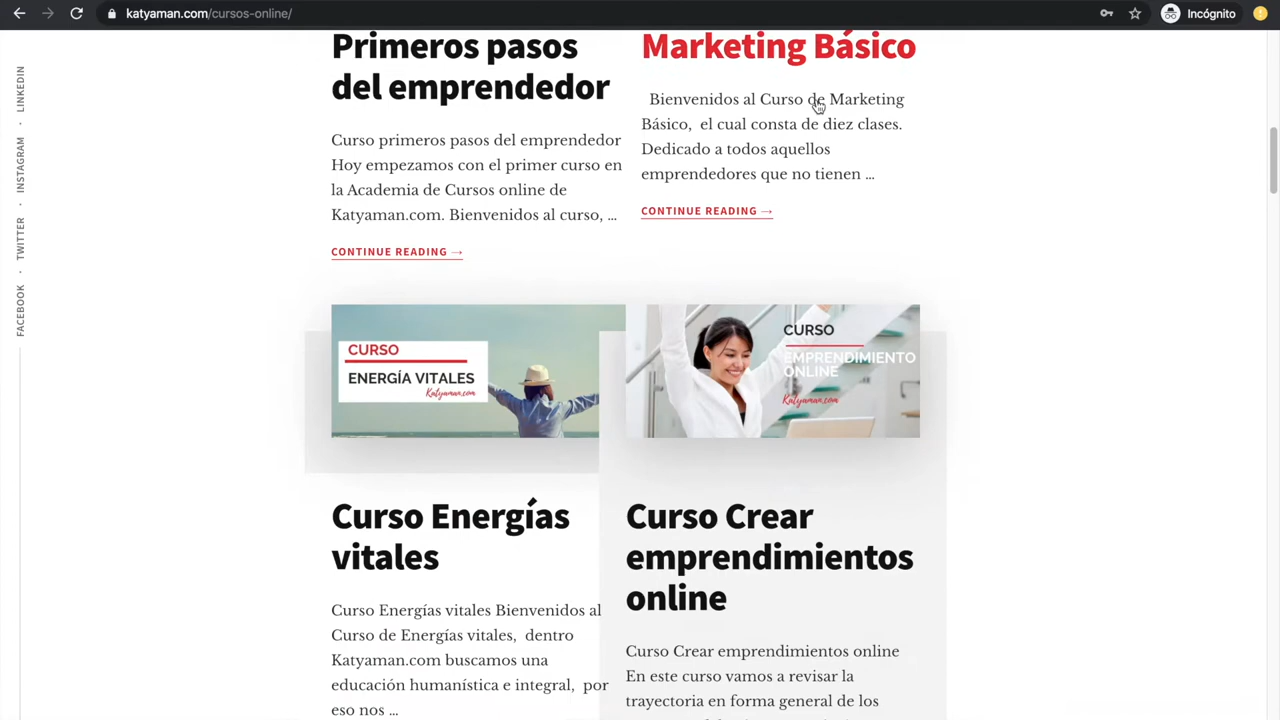 katyaman.com/cursos-online/
Incógnito
LINKEDIN
INSTAGRAM
TWITTER
FACEBOOK
Primeros pasos
del emprendedor
Curso primeros pasos del emprendedor
Hoy empezamos con el primer curso en
la Academia de Cursos online de
Katyaman.com. Bienvenidos al curso, ...
CONTINUE READING →
Marketing Básico
Bienvenidos al Curso de Marketing
Básico, el cual consta de diez clases.
Dedicado a todos aquellos
emprendedores que no tienen ...
CONTINUE READING →
CURSO
ENERGÍA VITALES
Katyaman.com
CURSO
EMPRENDIMIENTO
ONLINE
Katyaman.com
Curso Energías
vitales
Curso Energías vitales Bienvenidos al
Curso de Energías vitales, dentro
Katyaman.com buscamos una
educación humanística e integral, por
eso nos ...
Curso Crear
emprendimientos
online
Curso Crear emprendimientos online
En este curso vamos a revisar la
trayectoria en forma general de los